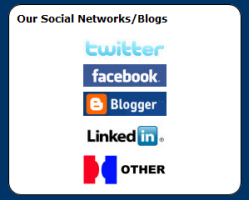 Our Social Networks/Blogs
twitter
facebook
Blogger
Linked in
OTHER